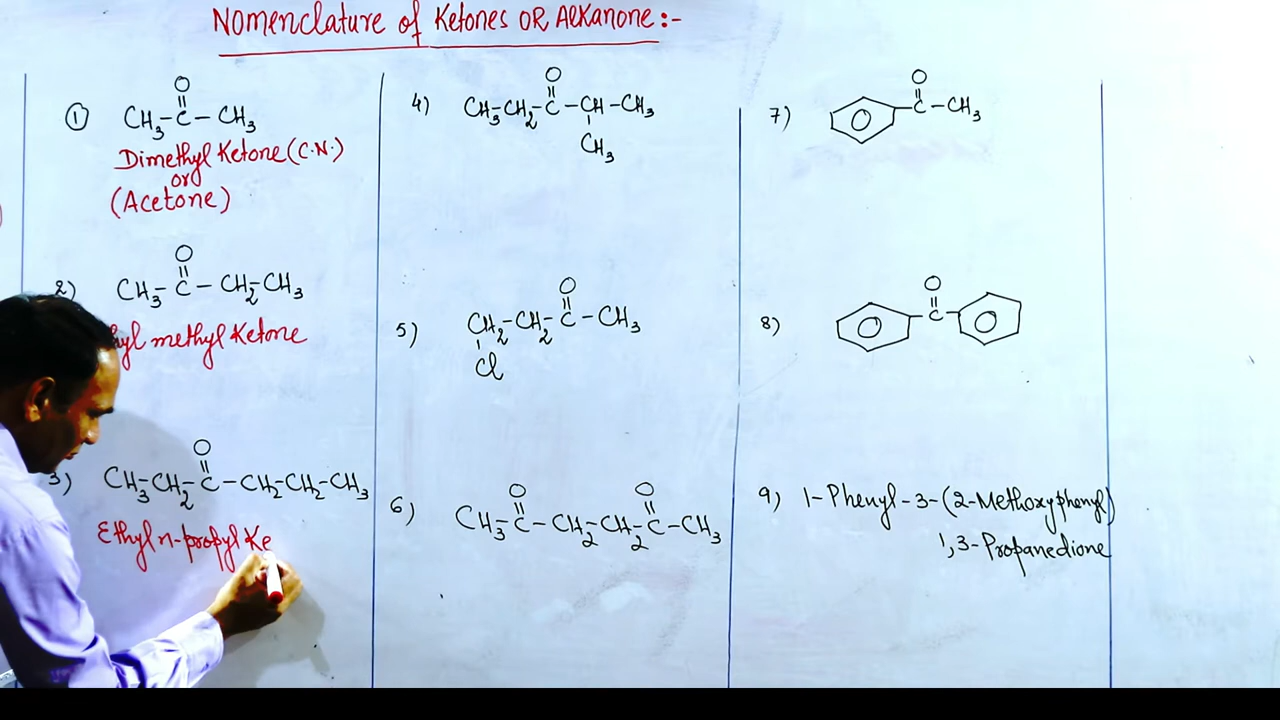 Nomenclature of Ketones OR Alkanone:-
①
O
||
CH3-C-CH3
Dimethyl Ketone (C.N.)
or
(Acetone)
2)
O
||
CH3-C-CH2-CH3
hyl methyl Ketone
3)
O
||
CH3-CH2-C-CH2-CH2-CH3
Ethyl n-propyl Ke
4)
O
||
CH3-CH2-C-CH-CH3
CH3
5)
O
||
CH2-CH2-C-CH3
Cl
6)
O O
|| ||
CH3-C-CH2-CH2-C-CH3
7)
O
||
C-CH3
8)
O
||
C
9) 1-Phenyl-3-(2-Methoxyphenyl)
1,3-Propanedione